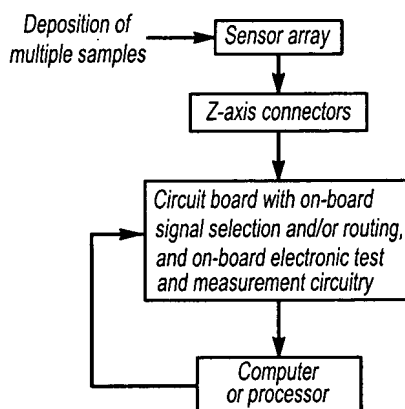 Deposition of
multiple samples
Sensor array
Z-axis connectors
Circuit board with on-board
signal selection and/or routing,
and on-board electronic test
and measurement circuitry
Computer
or processor